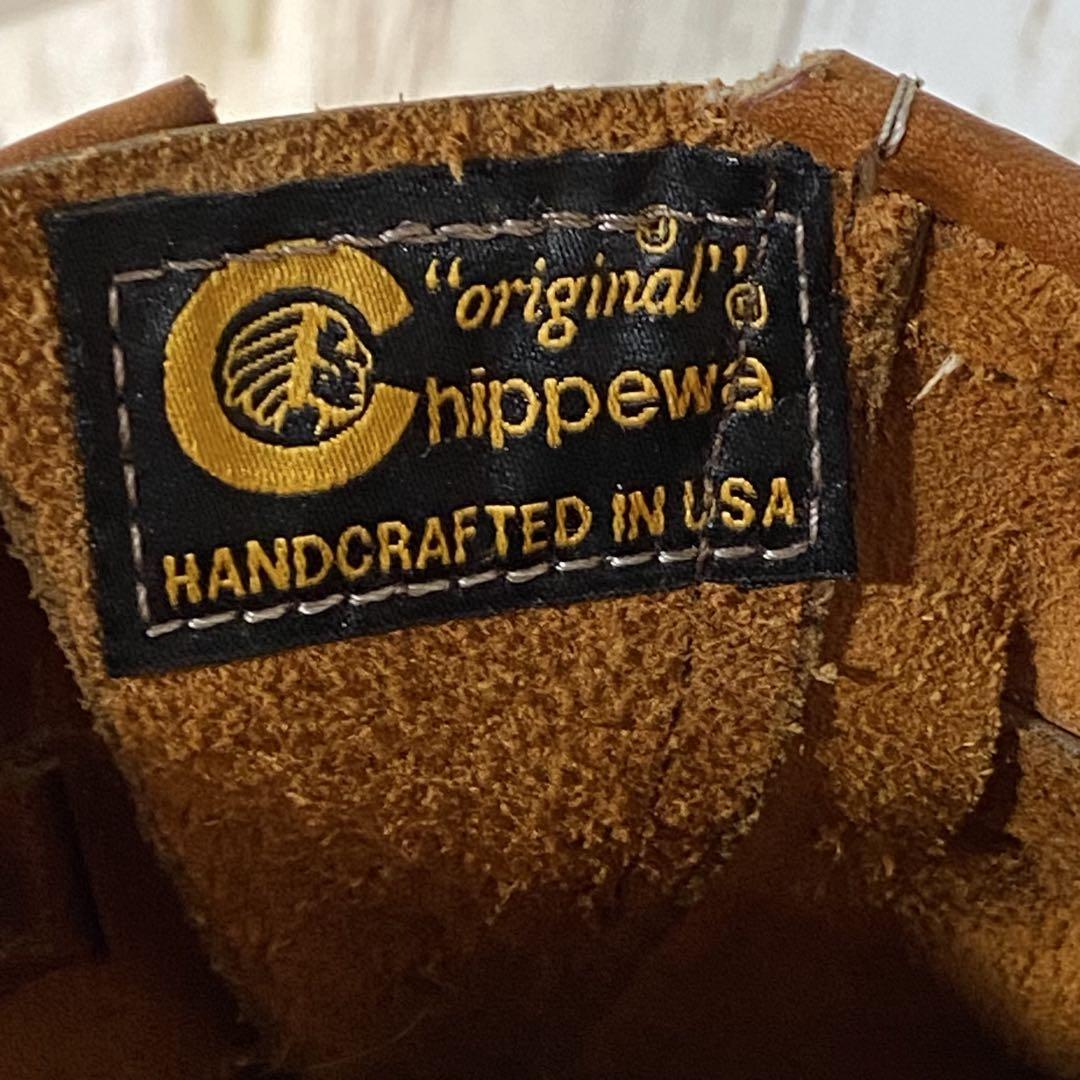 "original" ®
Chippewa ®
HANDCRAFTED IN USA